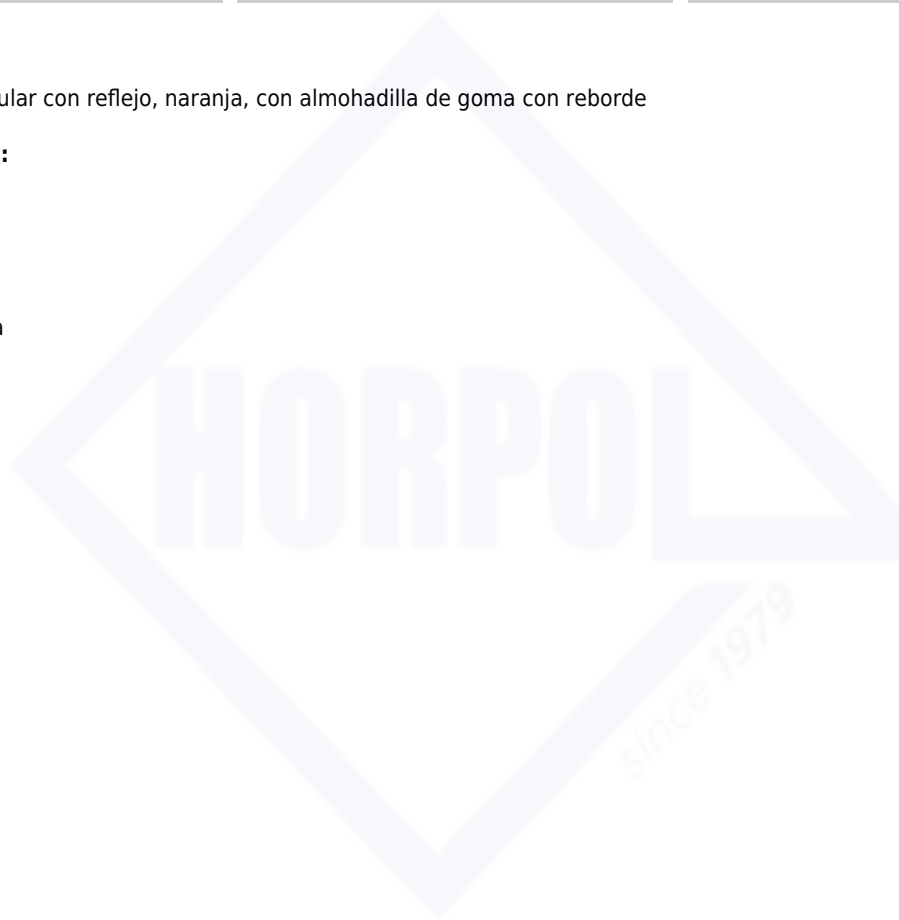 ular con reflejo, naranja, con almohadilla de goma con reborde
:
a
HORPOL
since 1979